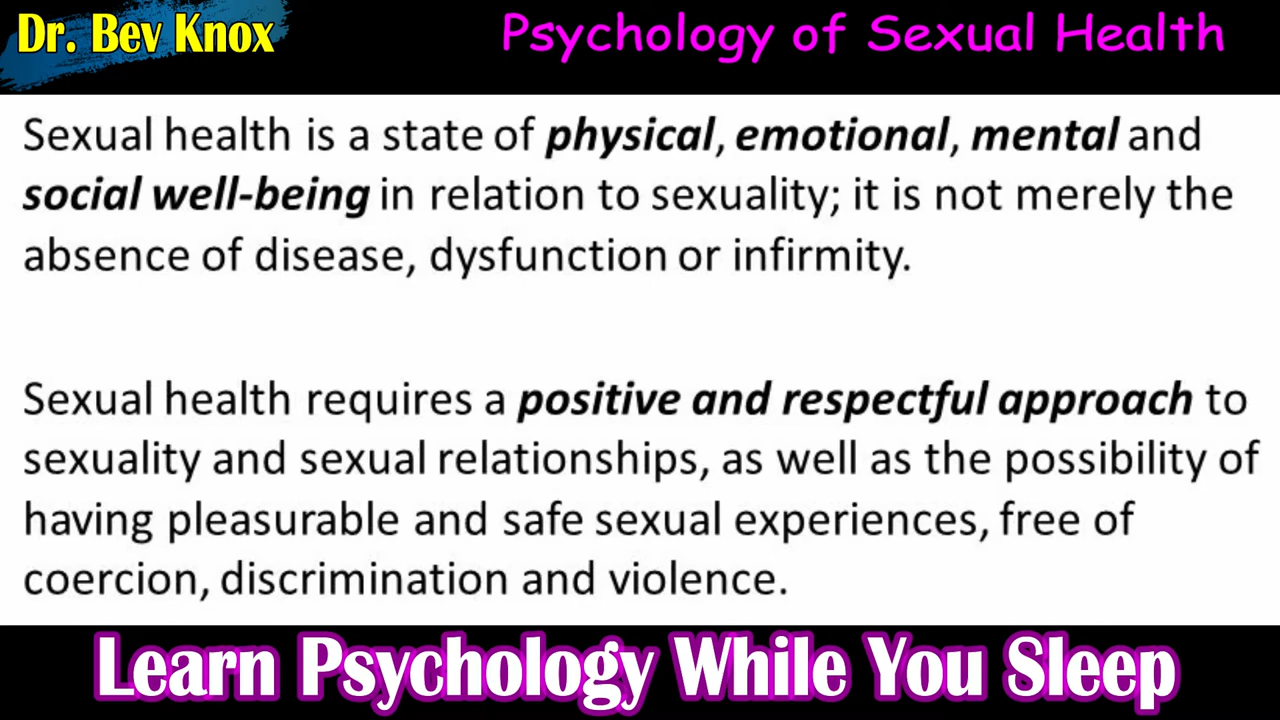 Dr. Bev Knox
Psychology of Sexual Health
Sexual health is a state of physical, emotional, mental and
social well-being in relation to sexuality; it is not merely the
absence of disease, dysfunction or infirmity.
Sexual health requires a positive and respectful approach to
sexuality and sexual relationships, as well as the possibility of
having pleasurable and safe sexual experiences, free of
coercion, discrimination and violence.
Learn Psychology While You Sleep